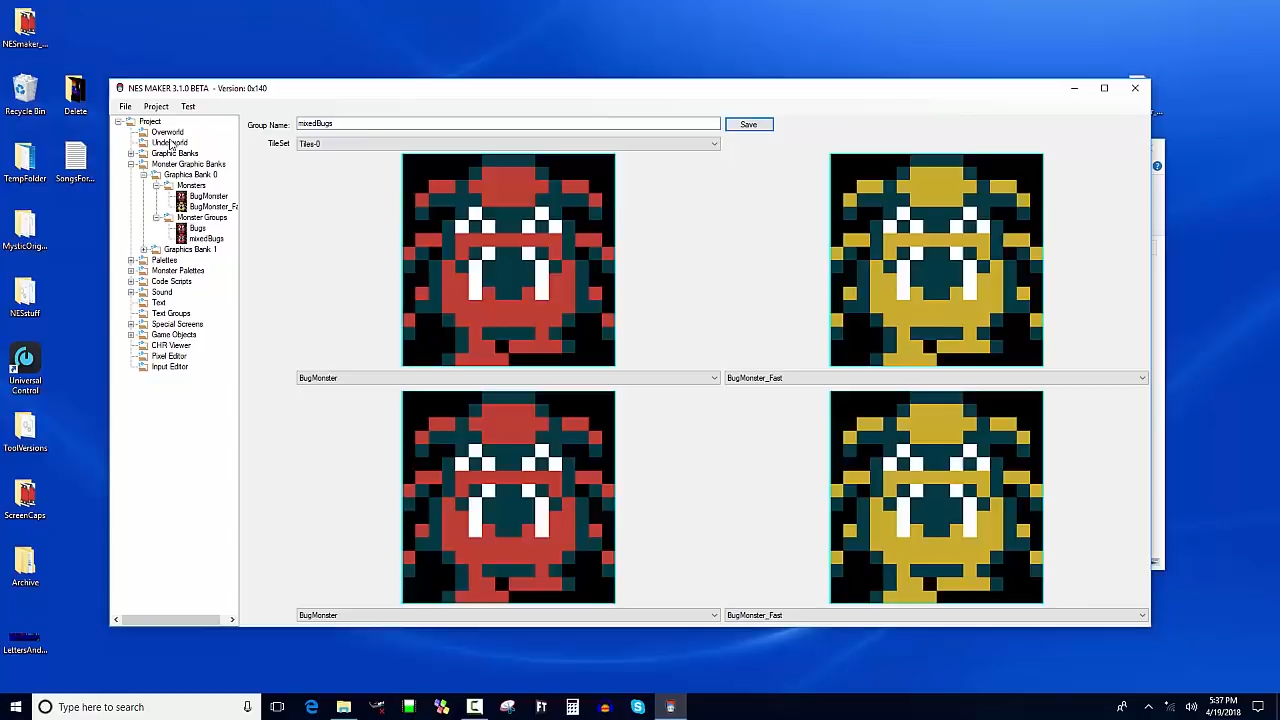 NESmaker_...
Recycle Bin
Delete
TempFolder
SongsFor...
MysticOrig...
NESstuff
Universal
Control
ToolVersions
ScreenCaps
Archive
LettersAnd...
NES MAKER 3.1.0 BETA - Version: 0x140
File Project Test
Project
Overworld
Underworld
Graphic Banks
Monster Graphic Banks
Graphics Bank 0
Monsters
BugMonster
BugMonster_Fa
Monster Groups
Bugs
mixedBugs
Graphics Bank 1
Palettes
Monster Palettes
Code Scripts
Sound
Text
Text Groups
Special Screens
Game Objects
CHR Viewer
Pixel Editor
Input Editor
Group Name: mixedBugs Save
TileSet Tiles-0
BugMonster BugMonster_Fast
BugMonster BugMonster_Fast
Type here to search
5:37 PM
4/19/2018